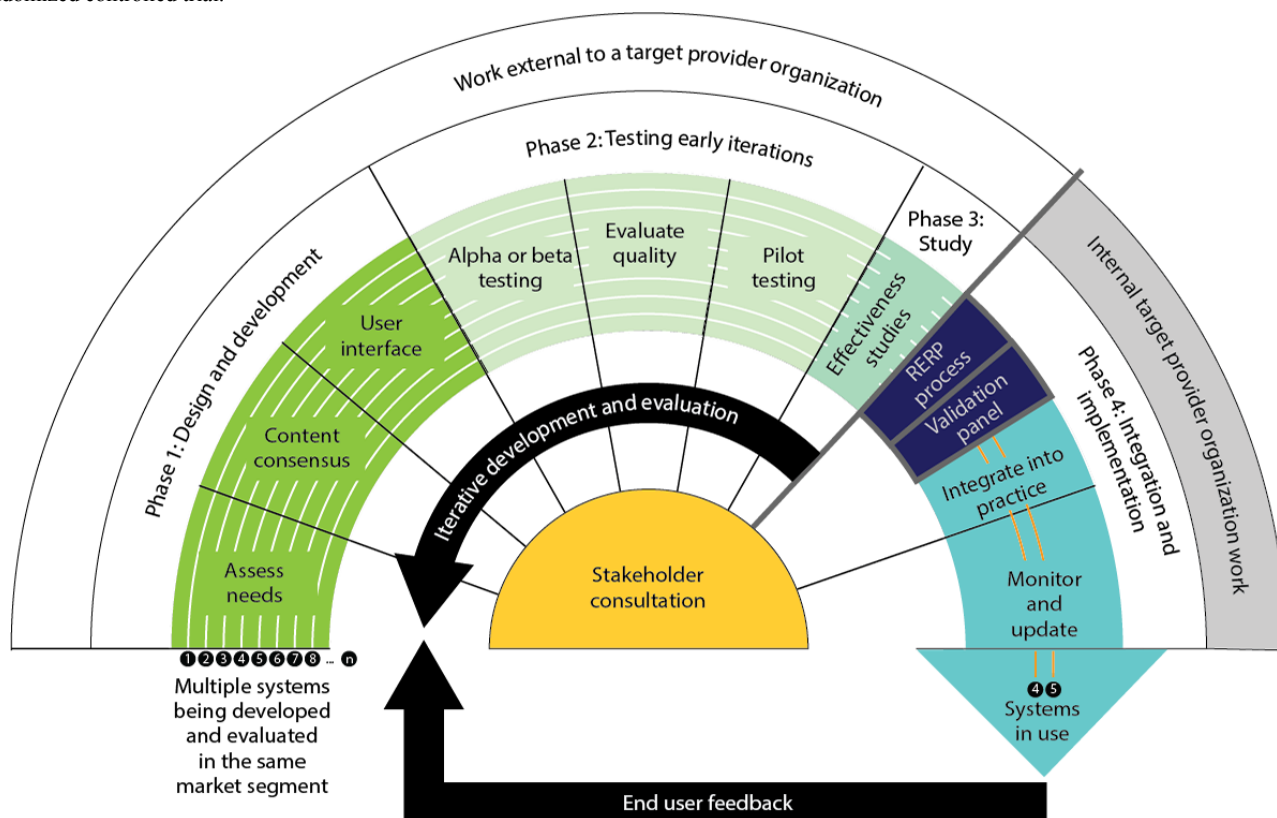 domized controlled trial.
Work external to a target provider organization
Phase 2: Testing early iterations
Phase 1: Design and development
Phase 3:
Study
Internal target provider organization work
Phase 4: Integration and
implementation
Alpha or beta
testing
Evaluate
quality
Pilot
testing
Effectiveness
studies
User
interface
Content
consensus
Assess
needs
RERP
process
Validation
panel
Integrate into
practice
Monitor
and
update
Iterative development and evaluation
Stakeholder
consultation
1 2 3 4 5 6 7 8 ... n
Multiple systems
being developed
and evaluated
in the same
market segment
4 5
Systems
in use
End user feedback